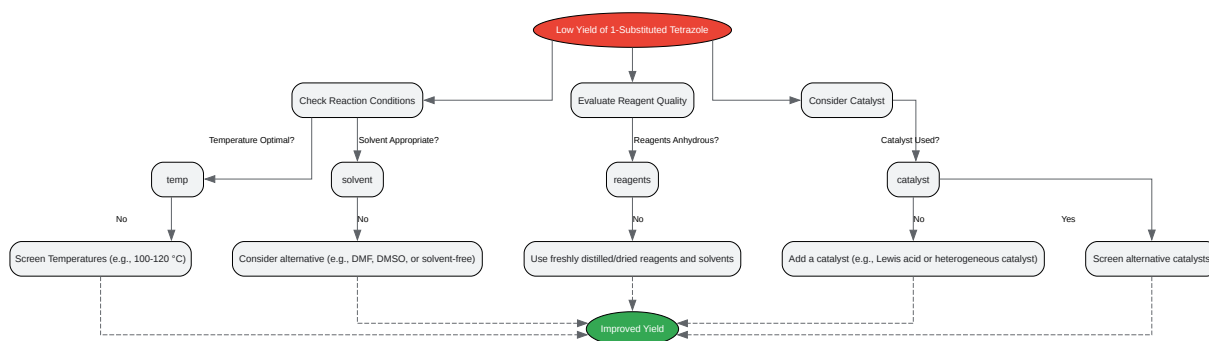 Low Yield of 1-Substituted Tetrazole
Check Reaction Conditions
Evaluate Reagent Quality
Consider Catalyst
Temperature Optimal?
Solvent Appropriate?
Reagents Anhydrous?
Catalyst Used?
temp
solvent
reagents
catalyst
No
No
No
No
Yes
Screen Temperatures (e.g., 100-120 °C)
Consider alternative (e.g., DMF, DMSO, or solvent-free)
Use freshly distilled/dried reagents and solvents
Add a catalyst (e.g., Lewis acid or heterogeneous catalyst)
Screen alternative catalysts
Improved Yield